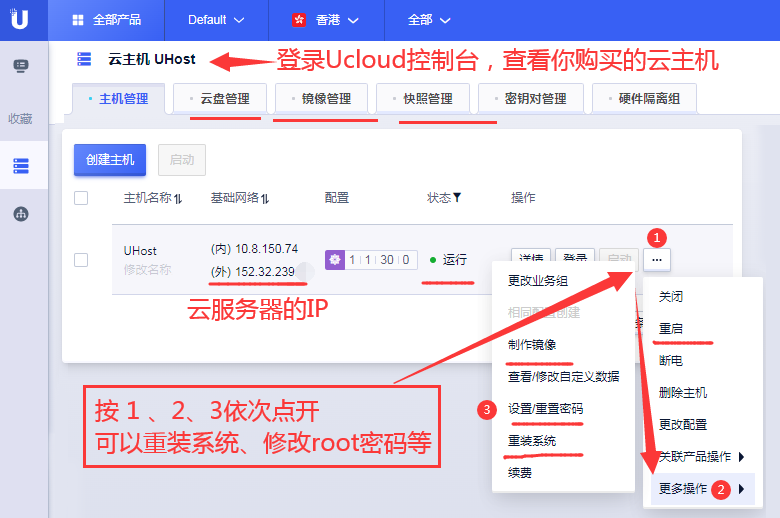 全部产品
Default
香港
全部
云主机 UHost
登录Ucloud控制台，查看你购买的云主机
收藏
主机管理
云盘管理
镜像管理
快照管理
密钥对管理
硬件隔离组
创建主机
启动
主机名称
基础网络
配置
状态
操作
UHost
修改名称
(内) 10.8.150.74
(外) 152.32.239
1 | 1 | 30 | 0
运行
详情
登录
启动
...
1
云服务器的IP
更改业务组
相同配置创建
制作镜像
查看/修改自定义数据
3
设置/重置密码
重装系统
续费
关闭
重启
断电
删除主机
更改配置
关联产品操作
更多操作
2
按 1 、2、3依次点开
可以重装系统、修改root密码等